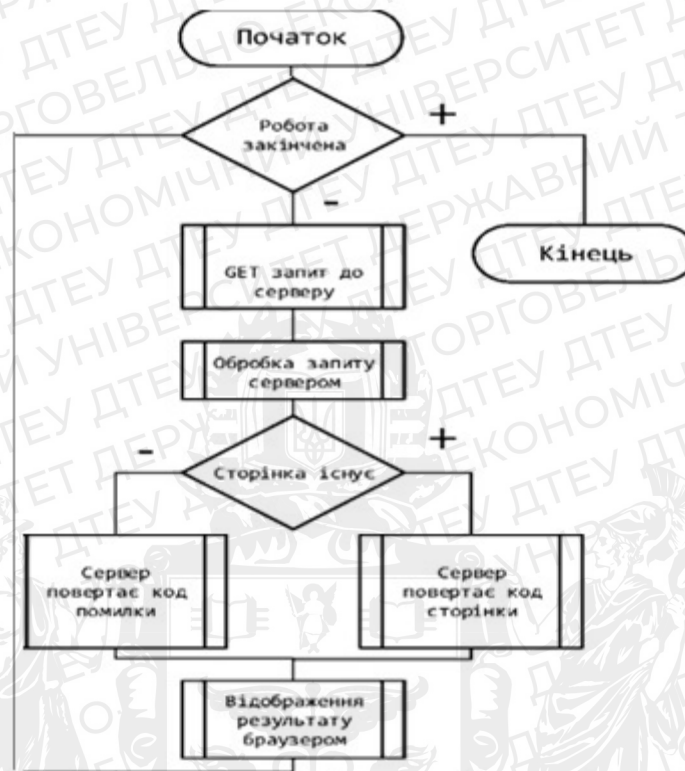 Початок
Робота
закінчена
+
-
Кінець
GET запит до
серверу
Обробка запиту
сервером
-
+
Сторінка існує
Сервер
повертає код
помилки
Сервер
повертає код
сторінки
Відображення
результату
браузером